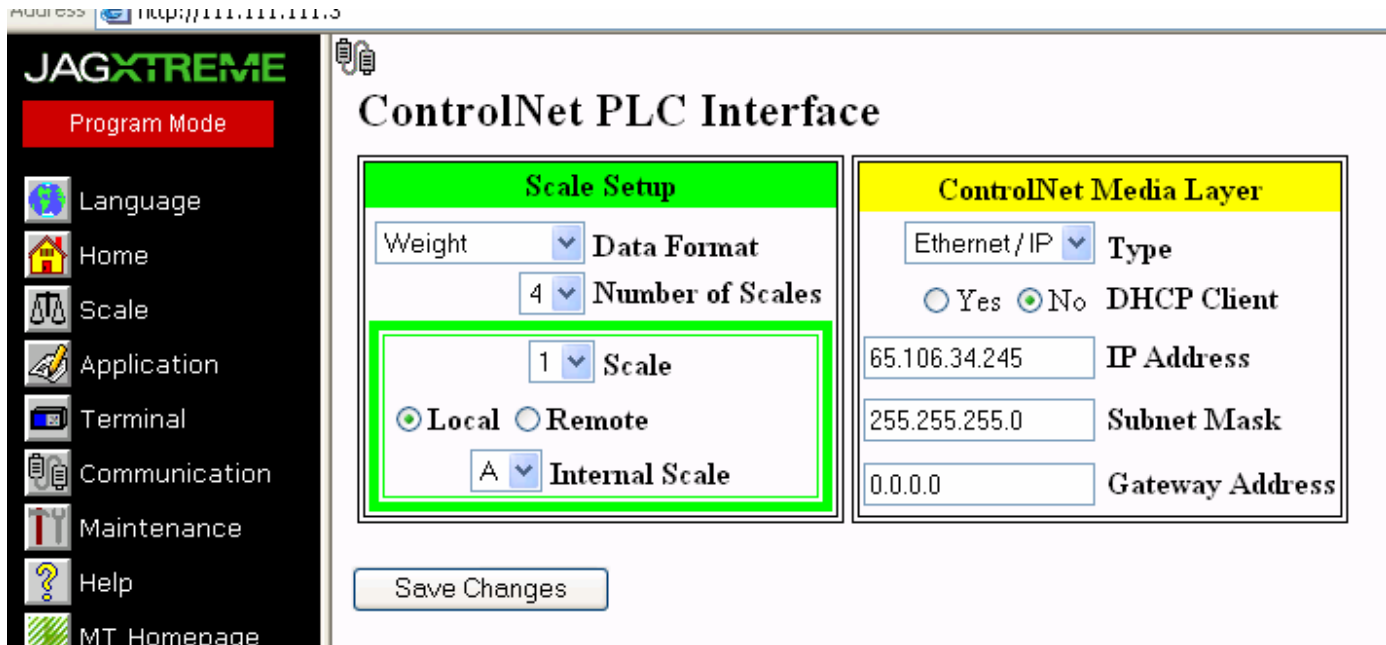 Address http://111.111.111.3
JAGXTREME
Program Mode
Language
Home
Scale
Application
Terminal
Communication
Maintenance
Help
MT Homepage
ControlNet PLC Interface
Scale Setup
Weight Data Format
4 Number of Scales
1 Scale
Local Remote
A Internal Scale
ControlNet Media Layer
Ethernet / IP Type
Yes No DHCP Client
65.106.34.245 IP Address
255.255.255.0 Subnet Mask
0.0.0.0 Gateway Address
Save Changes